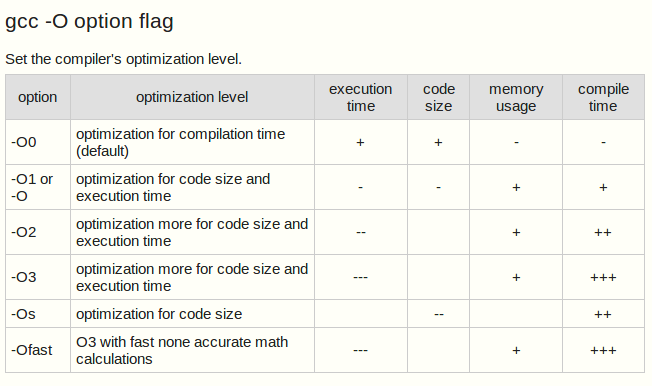 gcc -O option flag
Set the compiler's optimization level.
option optimization level execution time code size memory usage compile time
-O0 optimization for compilation time (default) + + - -
-O1 or -O optimization for code size and execution time - - + +
-O2 optimization more for code size and execution time -- + ++
-O3 optimization more for code size and execution time --- + +++
-Os optimization for code size -- ++
-Ofast O3 with fast none accurate math calculations --- + +++